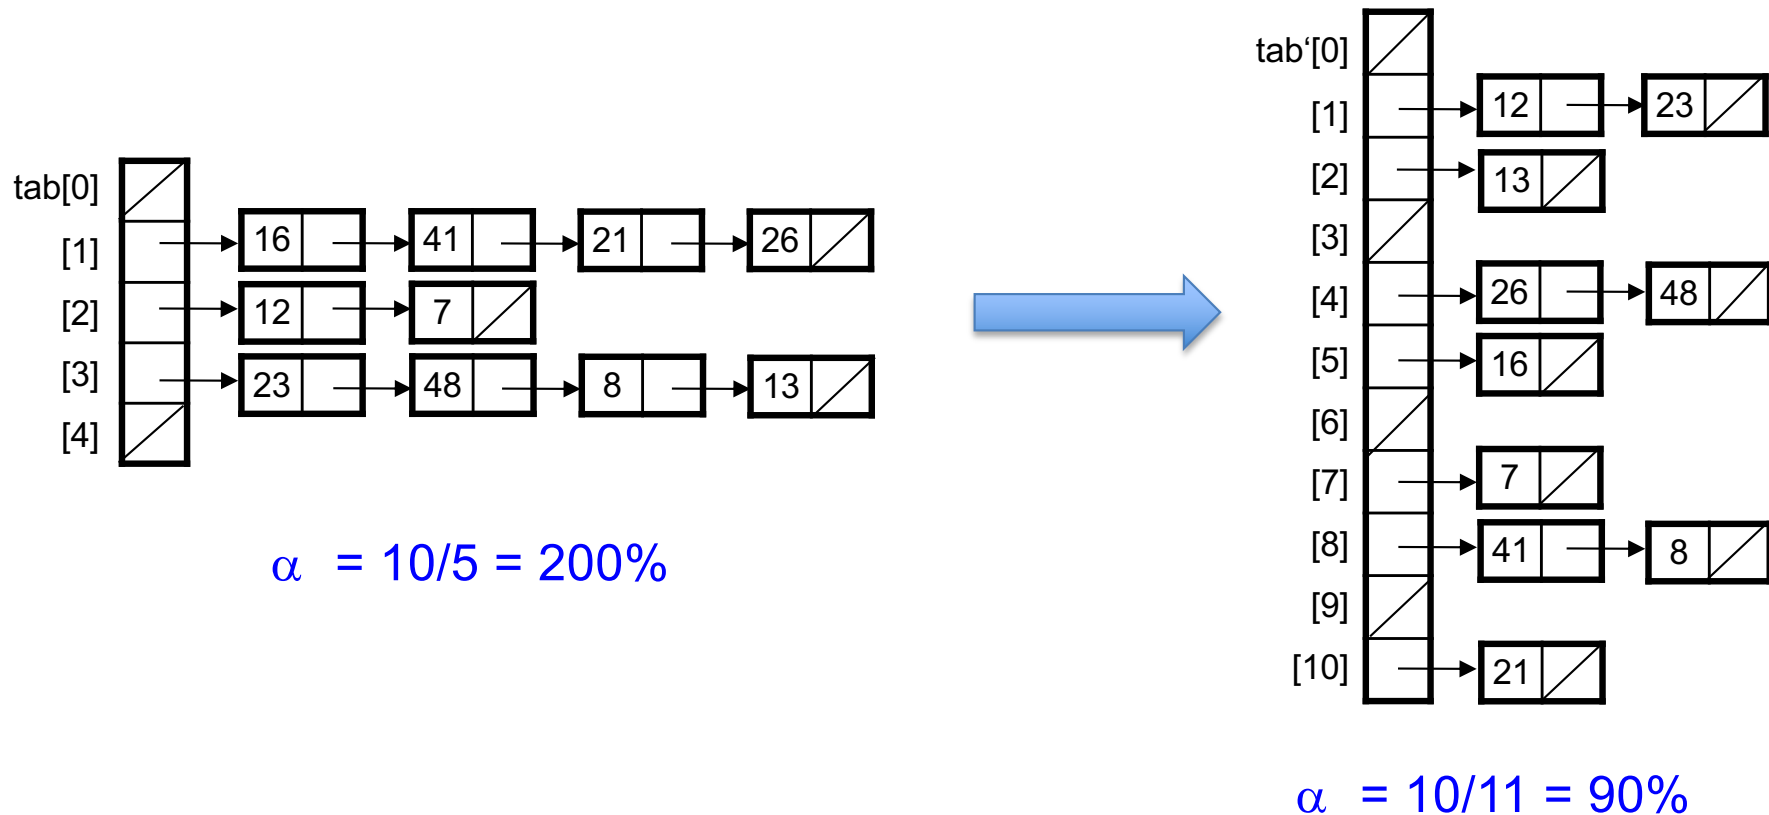 tab[0]
[1] 16 41 21 26
[2] 12 7
[3] 23 48 8 13
[4]
α = 10/5 = 200%
tab‘[0]
[1] 12 23
[2] 13
[3]
[4] 26 48
[5] 16
[6]
[7] 7
[8] 41 8
[9]
[10] 21
α = 10/11 = 90%